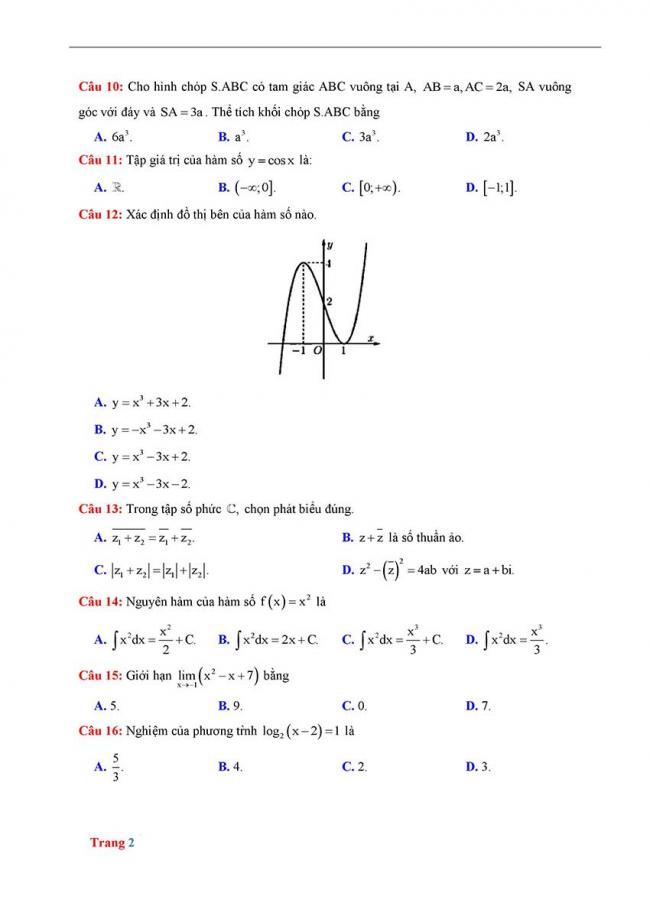 Câu 10: Cho hình chóp S.ABC có tam giác ABC vuông tại A, AB = a, AC = 2a, SA vuông
góc với đáy và SA = 3a. Thể tích khối chóp S.ABC bằng
A. 6a³. B. a³. C. 3a³. D. 2a³.
Câu 11: Tập giá trị của hàm số y = cos x là:
A. ℝ. B. (−∞;0]. C. [0;+∞). D. [−1;1].
Câu 12: Xác định đồ thị bên của hàm số nào.
y
4
2
x
−1 O 1
A. y = x³ + 3x + 2.
B. y = −x³ − 3x + 2.
C. y = x³ − 3x + 2.
D. y = x³ − 3x − 2.
Câu 13: Trong tập số phức ℂ, chọn phát biểu đúng.
A. \overline{z₁ + z₂} = \overline{z₁} + \overline{z₂}. B. z + \overline{z} là số thuần ảo.
C. |z₁ + z₂| = |z₁| + |z₂|. D. z² − (\overline{z})² = 4ab với z = a + bi.
Câu 14: Nguyên hàm của hàm số f(x) = x² là
A. ∫x²dx = x²/2 + C. B. ∫x²dx = 2x + C. C. ∫x²dx = x³/3 + C. D. ∫x²dx = x³/3.
Câu 15: Giới hạn lim_{x→−1}(x² − x + 7) bằng
A. 5. B. 9. C. 0. D. 7.
Câu 16: Nghiệm của phương trình log₂(x − 2) = 1 là
A. 5/3. B. 4. C. 2. D. 3.
Trang 2